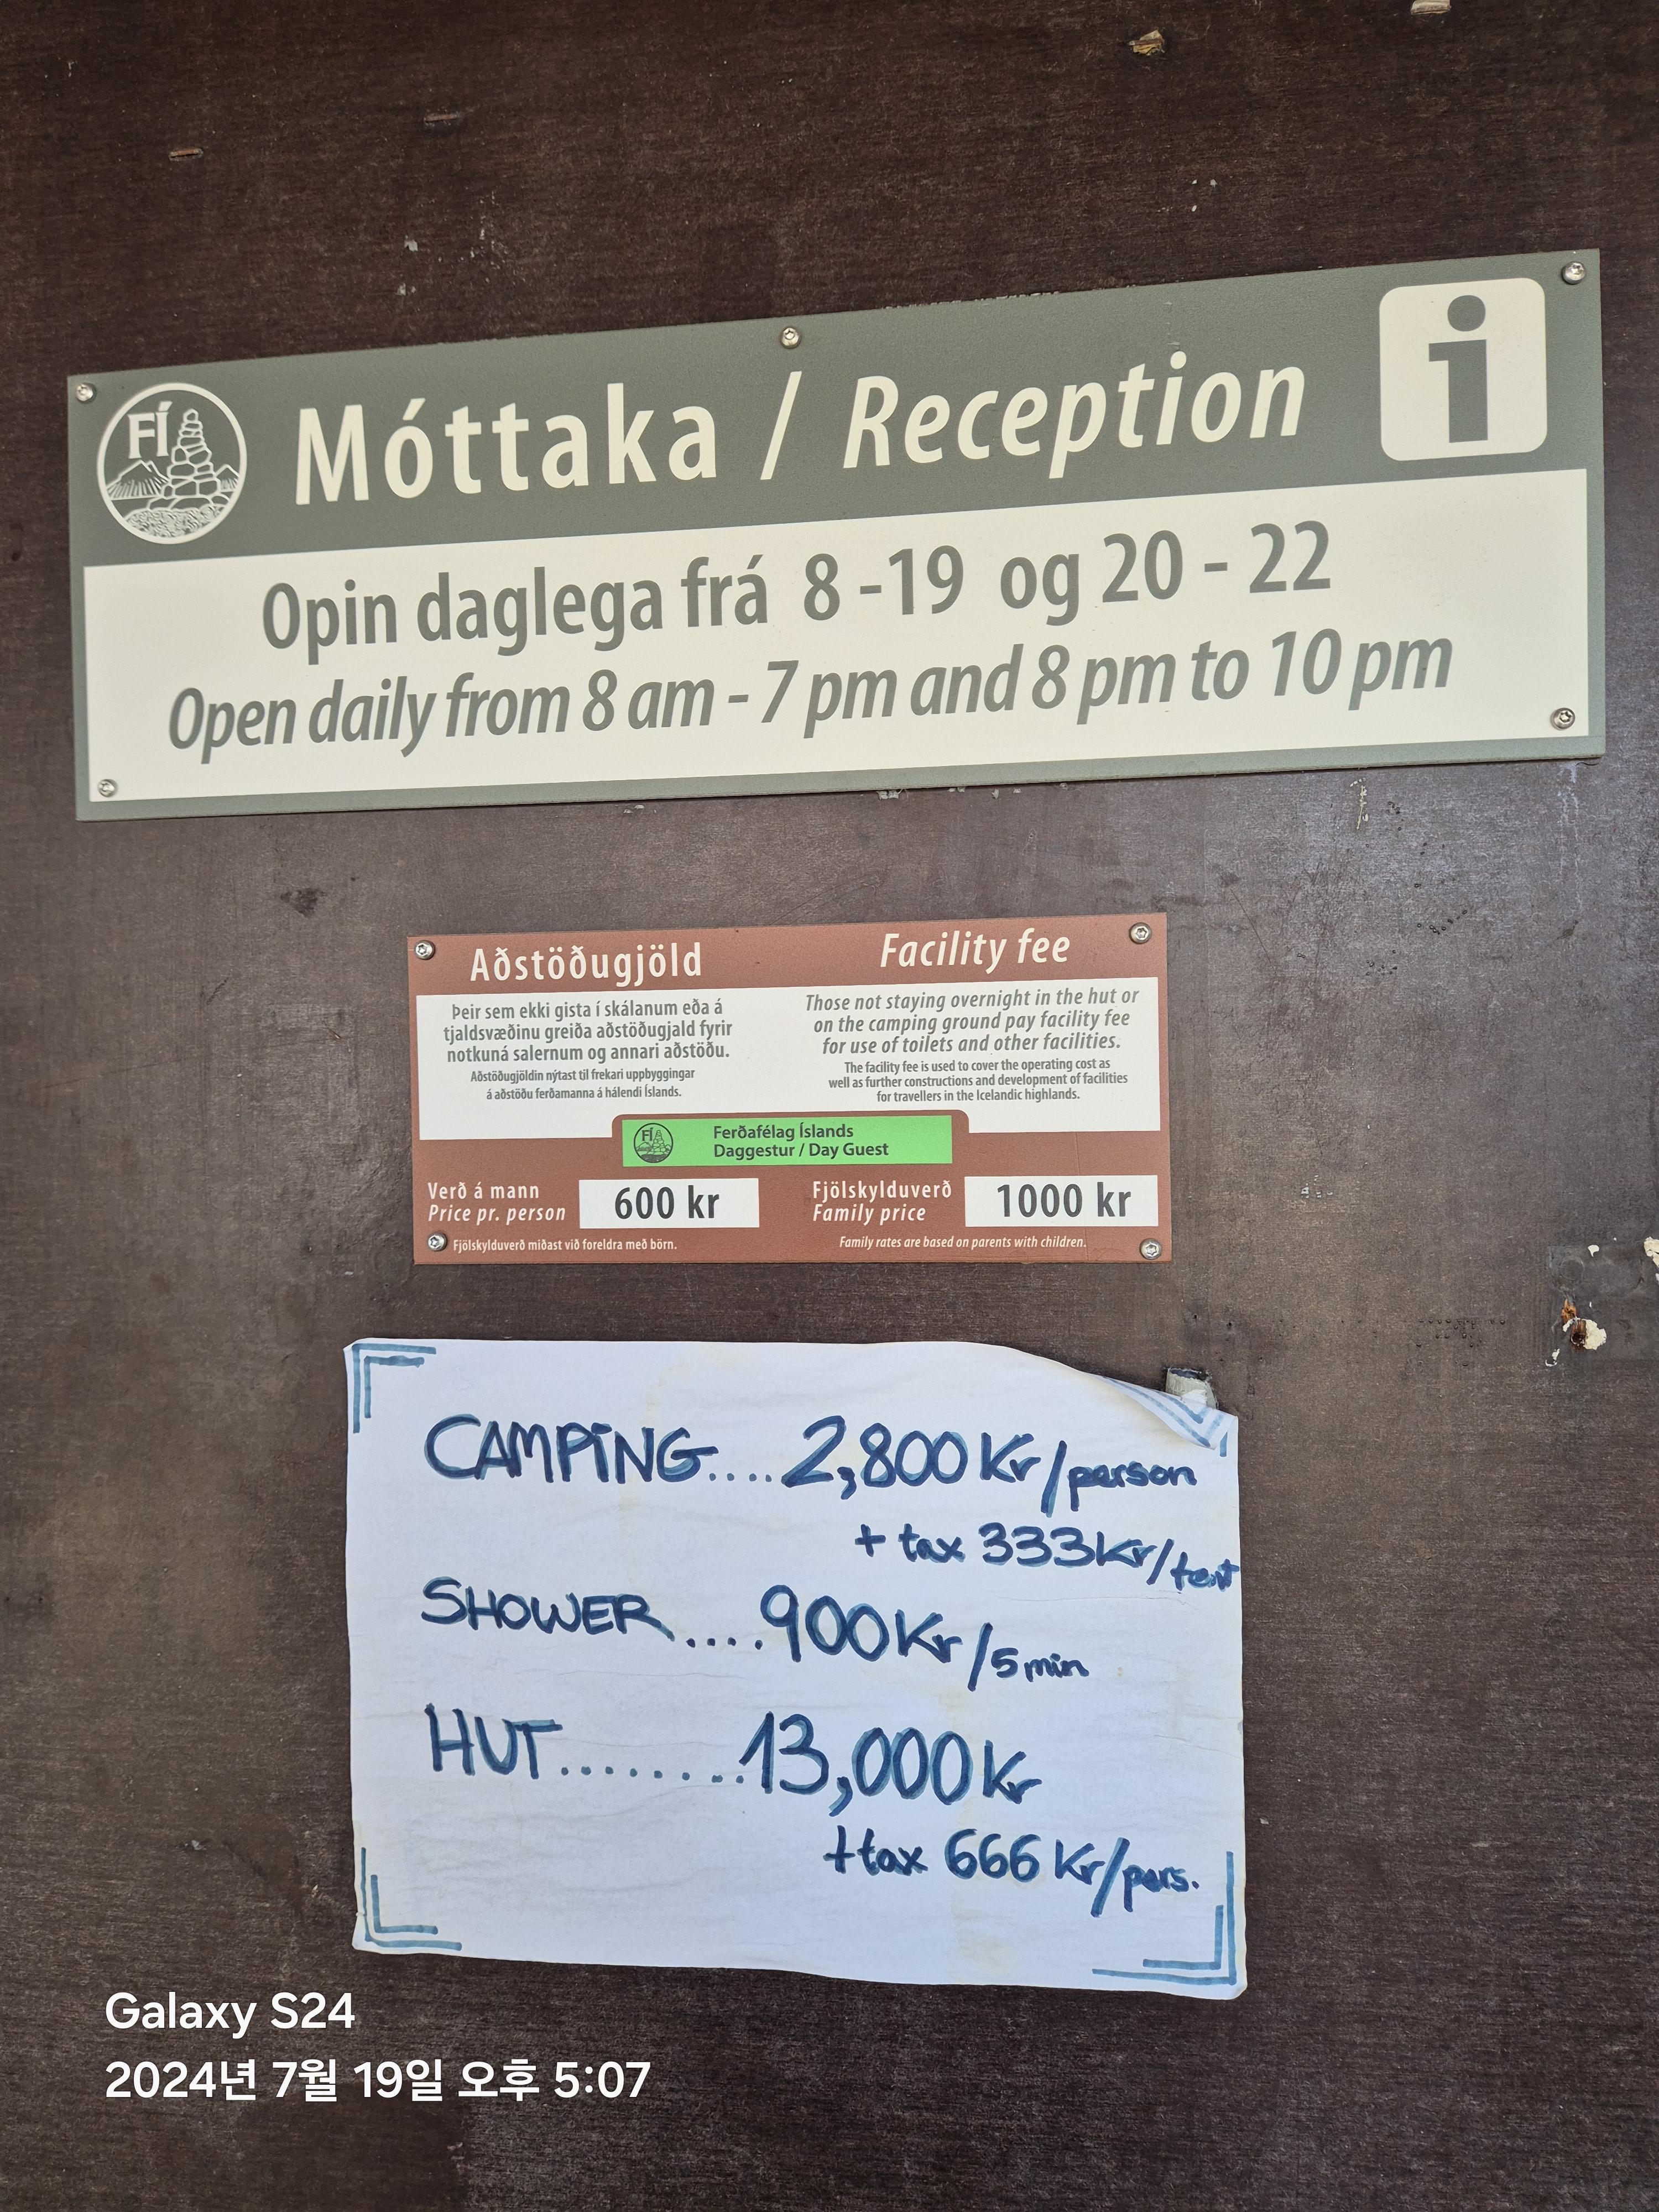 FÍ
Móttaka / Reception
i
Opin daglega frá 8 -19 og 20 - 22
Open daily from 8 am - 7 pm and 8 pm to 10 pm
Aðstöðugjöld
Þeir sem ekki gista í skálanum eða á
tjaldsvæðinu greiða aðstöðugjald fyrir
notkuná salernum og annari aðstöðu.
Aðstöðugjöldin nýtast til frekari uppbyggingar
á aðstöðu ferðamanna á hálendi Íslands.
Facility fee
Those not staying overnight in the hut or
on the camping ground pay facility fee
for use of toilets and other facilities.
The facility fee is used to cover the operating cost as
well as further constructions and development of facilities
for travellers in the Icelandic highlands.
FÍ
Ferðafélag Íslands
Daggestur / Day Guest
Verð á mann
Price pr. person
600 kr
Fjölskylduverð
Family price
1000 kr
Fjölskylduverð miðast við foreldra með börn.
Family rates are based on parents with children.
CAMPING....2,800 Kr/person
+ tax 333Kr/tent
SHOWER....900Kr/5min
HUT........13,000 Kr
+tax 666 Kr/pers.
Galaxy S24
2024년 7월 19일 오후 5:07